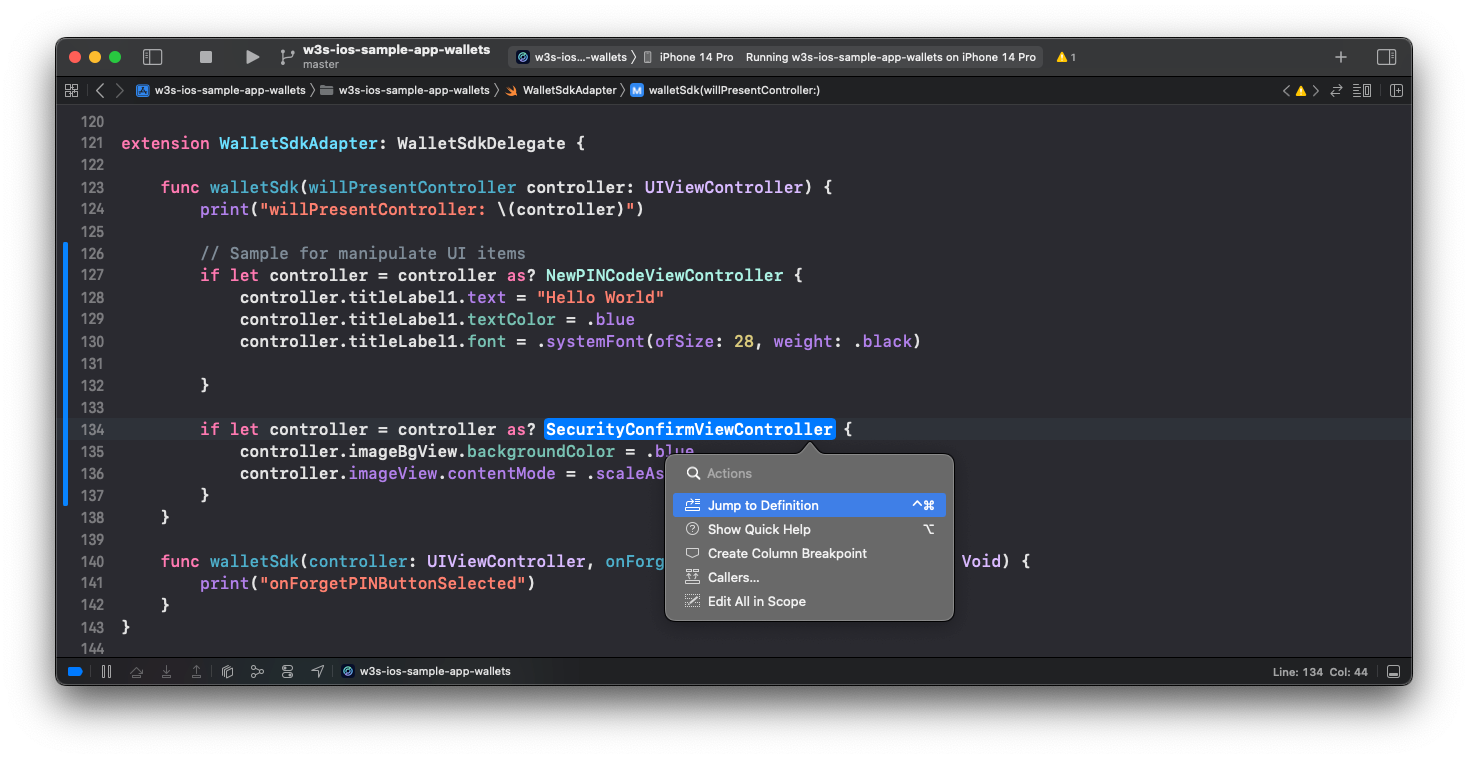 w3s-ios-sample-app-wallets
master
w3s-ios...-wallets iPhone 14 Pro Running w3s-ios-sample-app-wallets on iPhone 14 Pro 1
w3s-ios-sample-app-wallets w3s-ios-sample-app-wallets WalletSdkAdapter M walletSdk(willPresentController:)
120
121 extension WalletSdkAdapter: WalletSdkDelegate {
122
123 func walletSdk(willPresentController controller: UIViewController) {
124 print("willPresentController: \(controller)")
125
126 // Sample for manipulate UI items
127 if let controller = controller as? NewPINCodeViewController {
128 controller.titleLabel1.text = "Hello World"
129 controller.titleLabel1.textColor = .blue
130 controller.titleLabel1.font = .systemFont(ofSize: 28, weight: .black)
131
132 }
133
134 if let controller = controller as? SecurityConfirmViewController {
135 controller.imageBgView.backgroundColor = .blue
136 controller.imageView.contentMode = .scaleAs
137 }
138 }
139
140 func walletSdk(controller: UIViewController, onForg Void) {
141 print("onForgetPINButtonSelected")
142 }
143 }
144
Actions
Jump to Definition ^⌘
Show Quick Help ⌥
Create Column Breakpoint
Callers...
Edit All in Scope
w3s-ios-sample-app-wallets
Line: 134 Col: 44